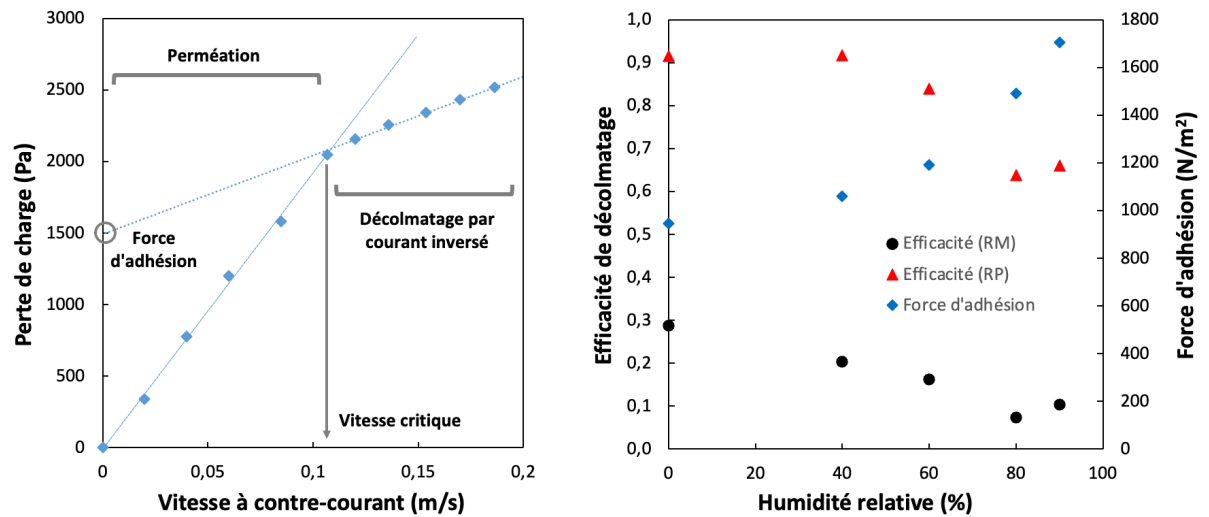 3000
2500
2000
1500
1000
500
0
Perte de charge (Pa)
Perméation
Force
d'adhésion
Décolmatage par
courant inversé
Vitesse critique
0
0,05
0,1
0,15
0,2
Vitesse à contre-courant (m/s)
1,0
0,9
0,8
0,7
0,6
0,5
0,4
0,3
0,2
0,1
0,0
Efficacité de décolmatage
Efficacité (RM)
Efficacité (RP)
Force d'adhésion
1800
1600
1400
1200
1000
800
600
400
200
0
Force d'adhésion (N/m²)
0
20
40
60
80
100
Humidité relative (%)